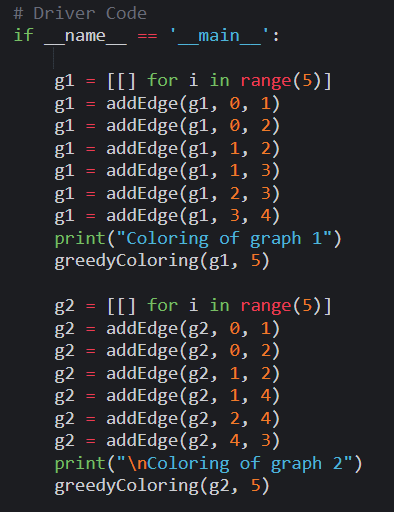 # Driver Code
if __name__ == '__main__':
g1 = [[] for i in range(5)]
g1 = addEdge(g1, 0, 1)
g1 = addEdge(g1, 0, 2)
g1 = addEdge(g1, 1, 2)
g1 = addEdge(g1, 1, 3)
g1 = addEdge(g1, 2, 3)
g1 = addEdge(g1, 3, 4)
print("Coloring of graph 1")
greedyColoring(g1, 5)
g2 = [[] for i in range(5)]
g2 = addEdge(g2, 0, 1)
g2 = addEdge(g2, 0, 2)
g2 = addEdge(g2, 1, 2)
g2 = addEdge(g2, 1, 4)
g2 = addEdge(g2, 2, 4)
g2 = addEdge(g2, 4, 3)
print("\nColoring of graph 2")
greedyColoring(g2, 5)